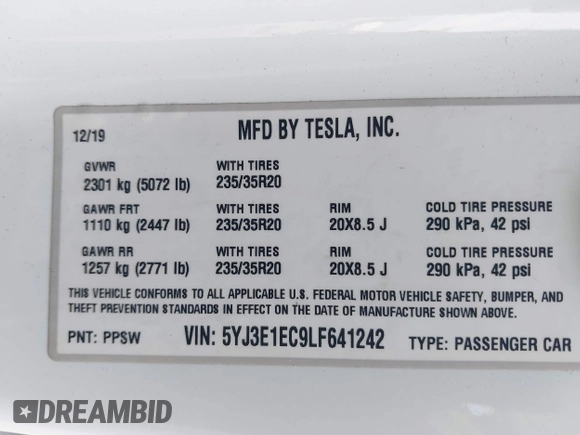 12/19 MFD BY TESLA, INC.
GVWR WITH TIRES
2301 kg (5072 lb) 235/35R20
GAWR FRT WITH TIRES RIM COLD TIRE PRESSURE
1110 kg (2447 lb) 235/35R20 20X8.5 J 290 kPa, 42 psi
GAWR RR WITH TIRES RIM COLD TIRE PRESSURE
1257 kg (2771 lb) 235/35R20 20X8.5 J 290 kPa, 42 psi
THIS VEHICLE CONFORMS TO ALL APPLICABLE U.S. FEDERAL MOTOR VEHICLE SAFETY, BUMPER, AND
THEFT PREVENTION STANDARDS IN EFFECT ON THE DATE OF MANUFACTURE SHOWN ABOVE.
PNT: PPSW VIN: 5YJ3E1EC9LF641242 TYPE: PASSENGER CAR
DREAMBID